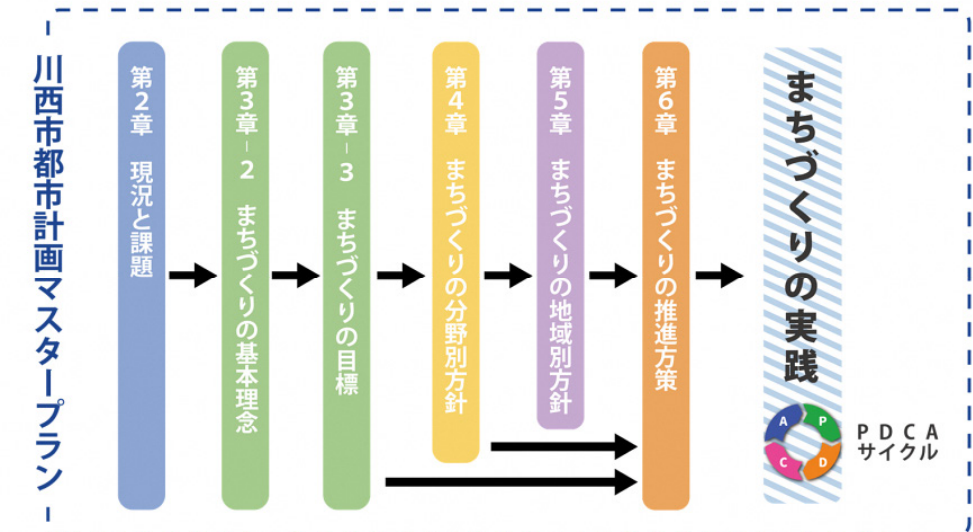 川西市都市計画マスタープラン
第2章 現況と課題
第3章-2 まちづくりの基本理念
第3章-3 まちづくりの目標
第4章 まちづくりの分野別方針
第5章 まちづくりの地域別方針
第6章 まちづくりの推進方策
まちづくりの実践
A P
C D
PDCA
サイクル